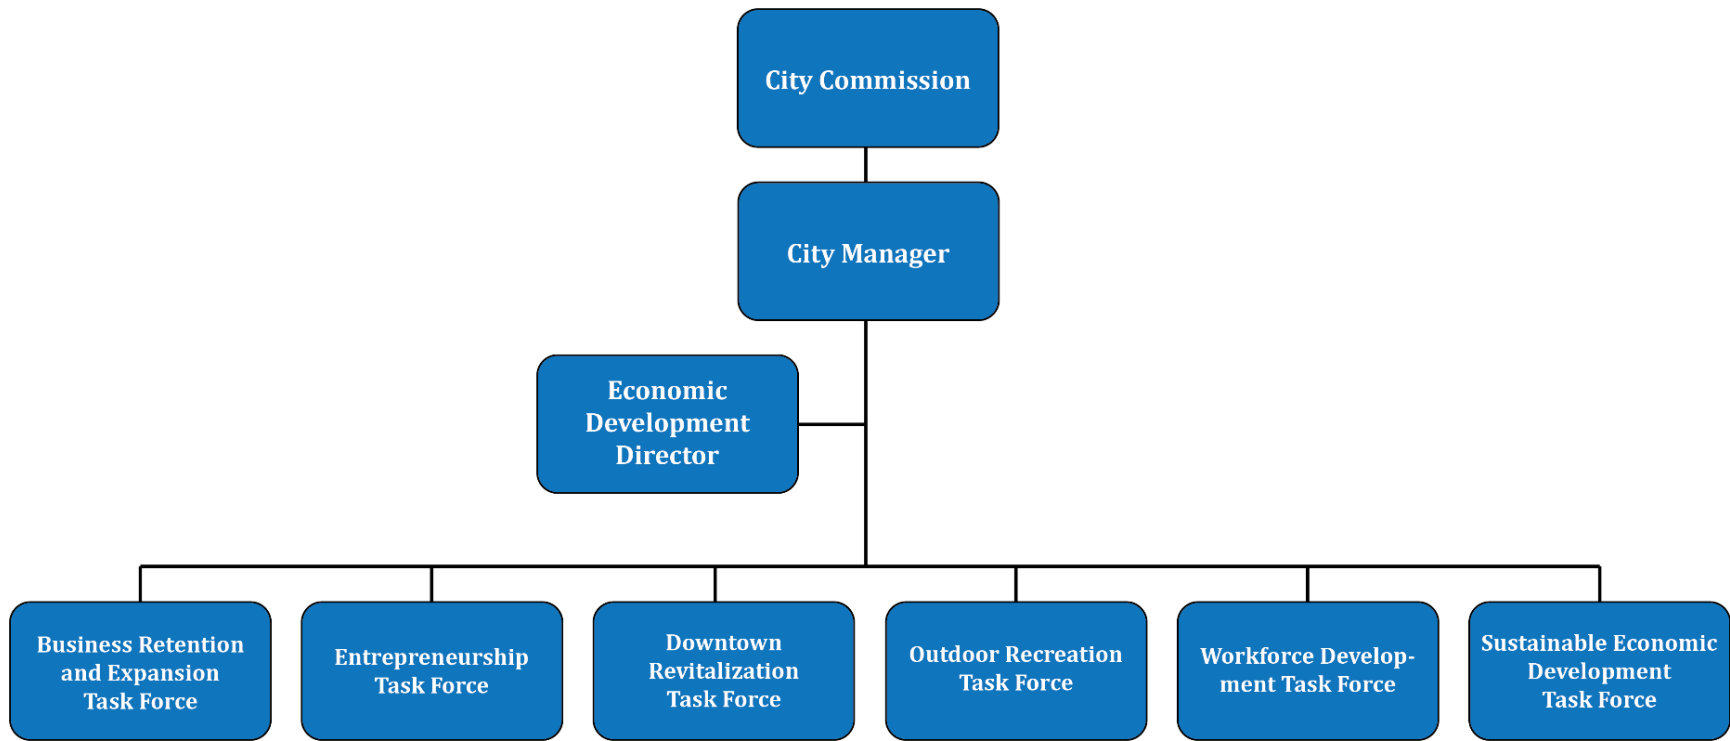 City Commission
City Manager
Economic
Development
Director
Business Retention
and Expansion
Task Force
Entrepreneurship
Task Force
Downtown
Revitalization
Task Force
Outdoor Recreation
Task Force
Workforce Develop-
ment Task Force
Sustainable Economic
Development
Task Force